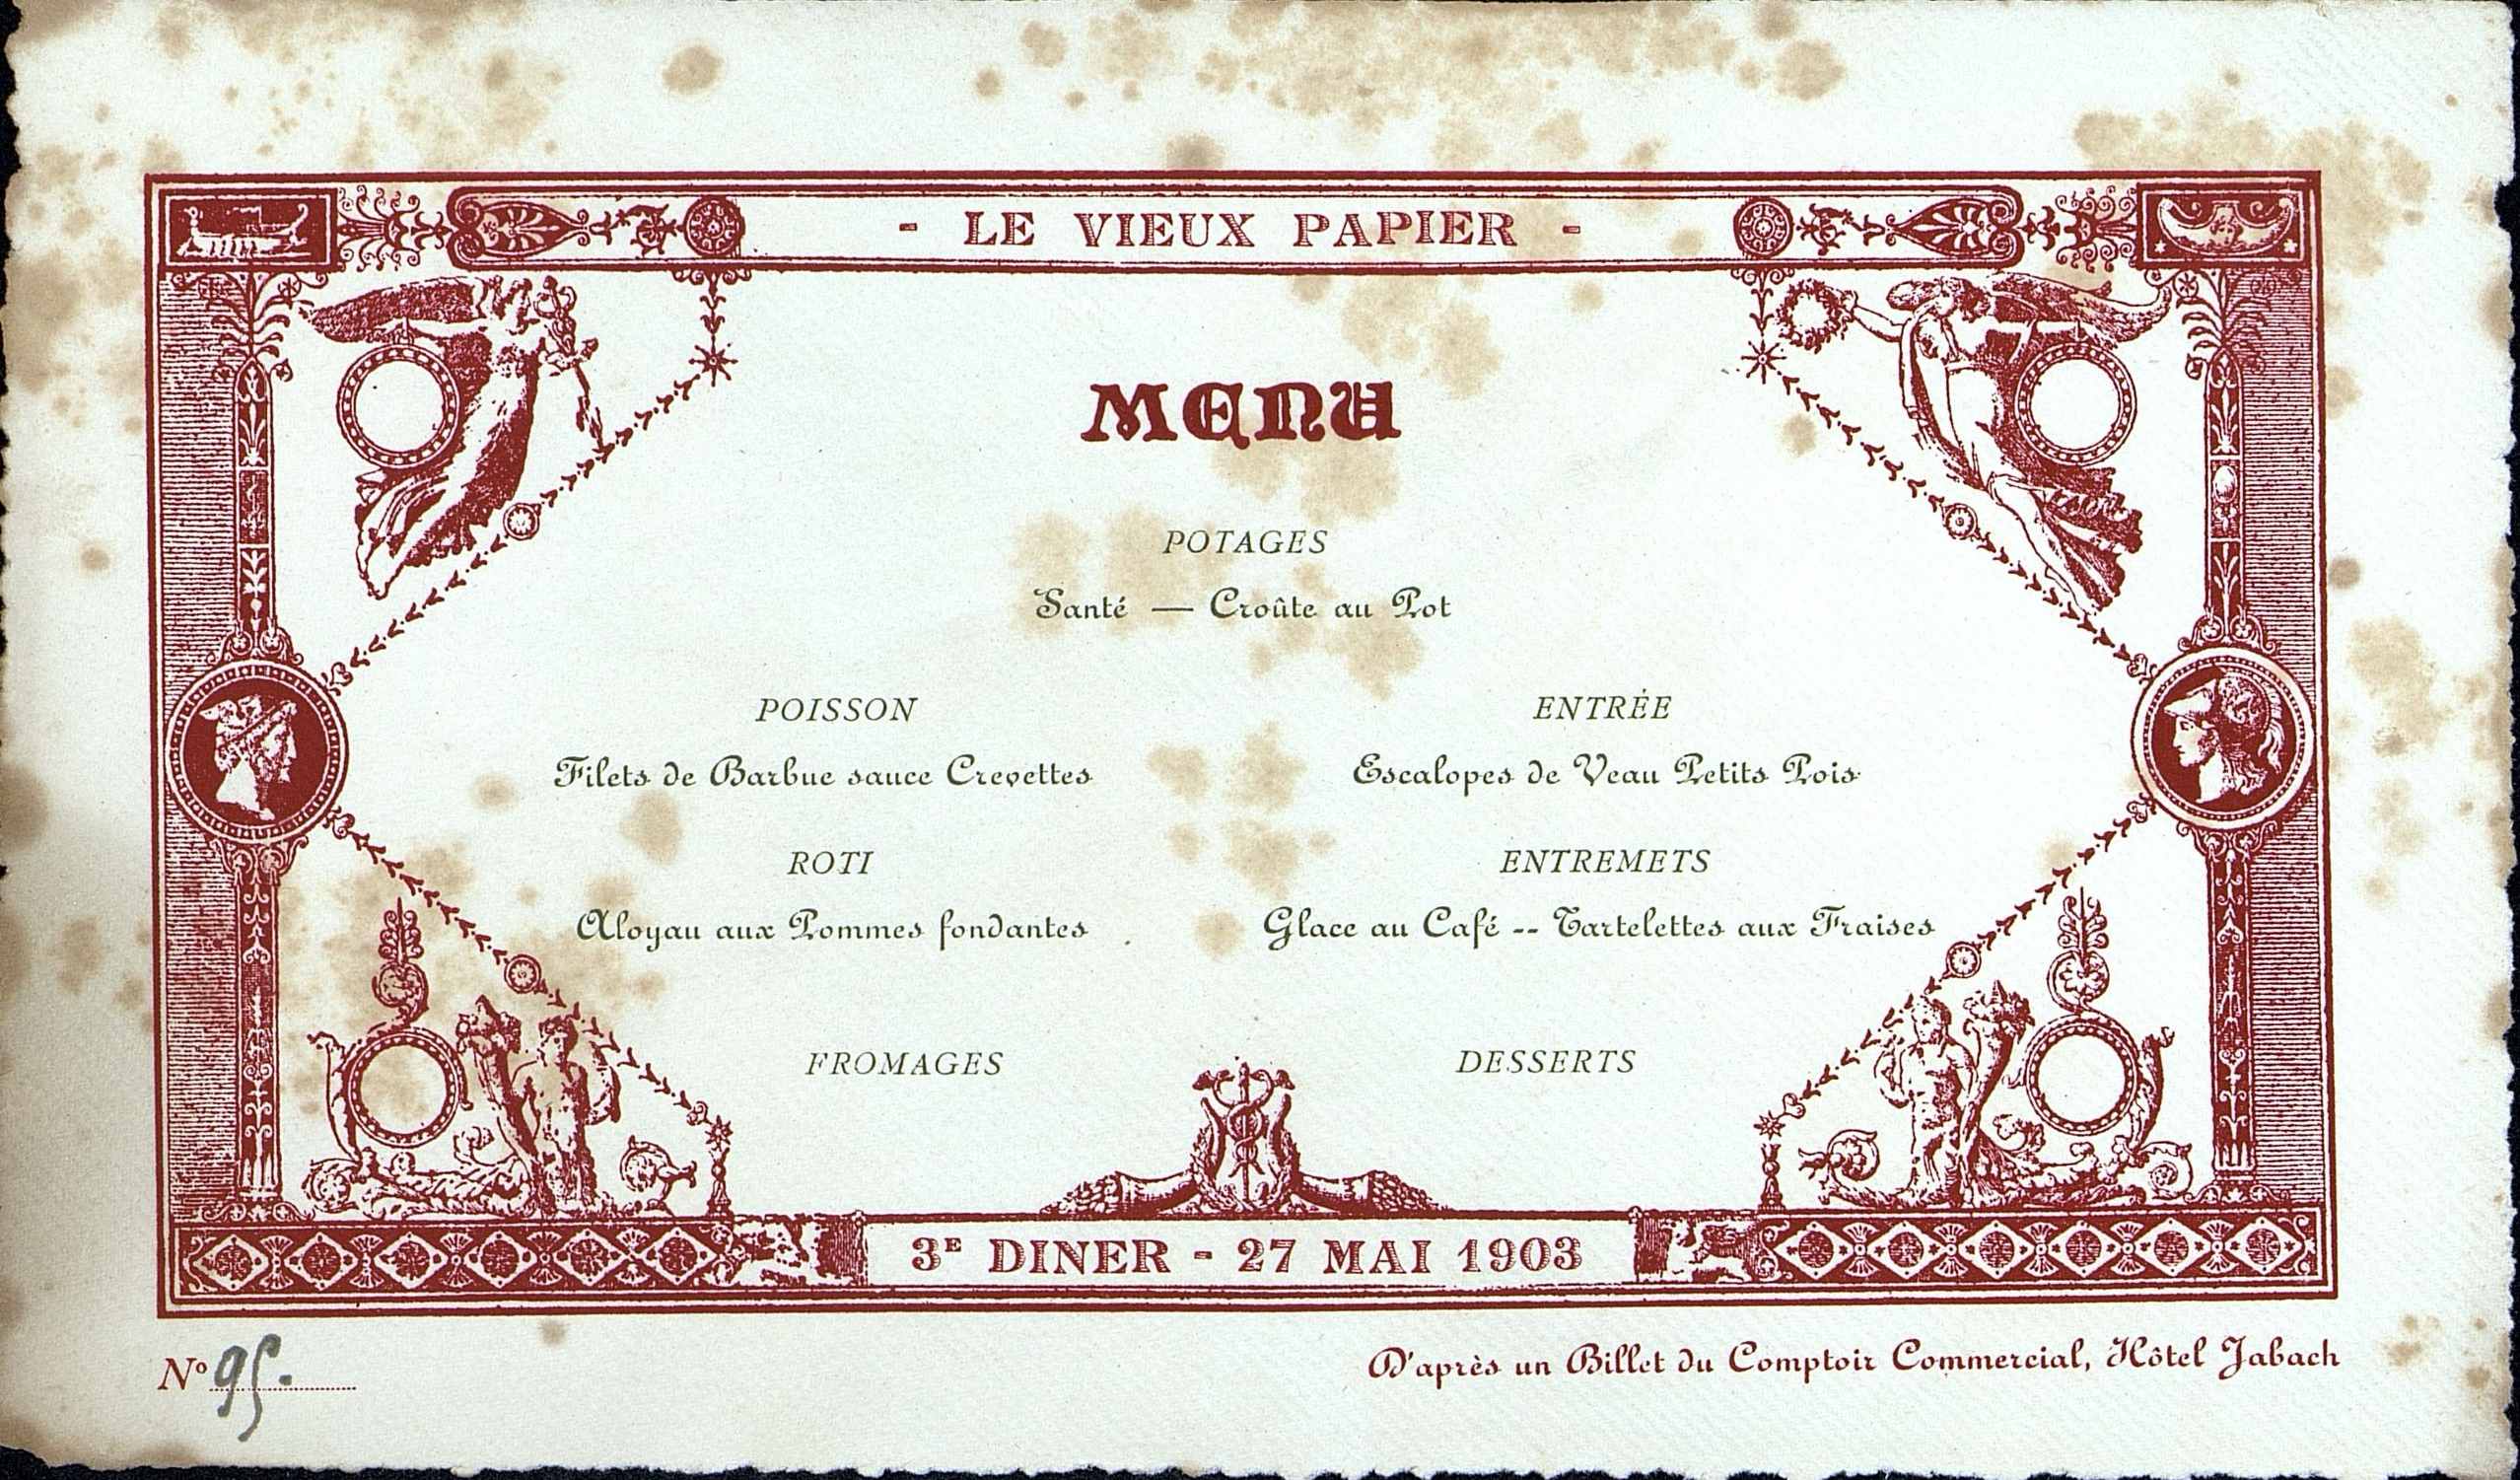 - LE VIEUX PAPIER -
MENU
POTAGES
Santé — Croûte au Pot
POISSON
Filets de Barbue sauce Crevettes
ENTRÉE
Escalopes de Veau Petits Pois
ROTI
Aloyau aux Pommes fondantes
ENTREMETS
Glace au Café -- Tartelettes aux Fraises
FROMAGES
DESSERTS
3E DINER - 27 MAI 1903
No 95.
D'après un Billet du Comptoir Commercial, Hôtel Jabach